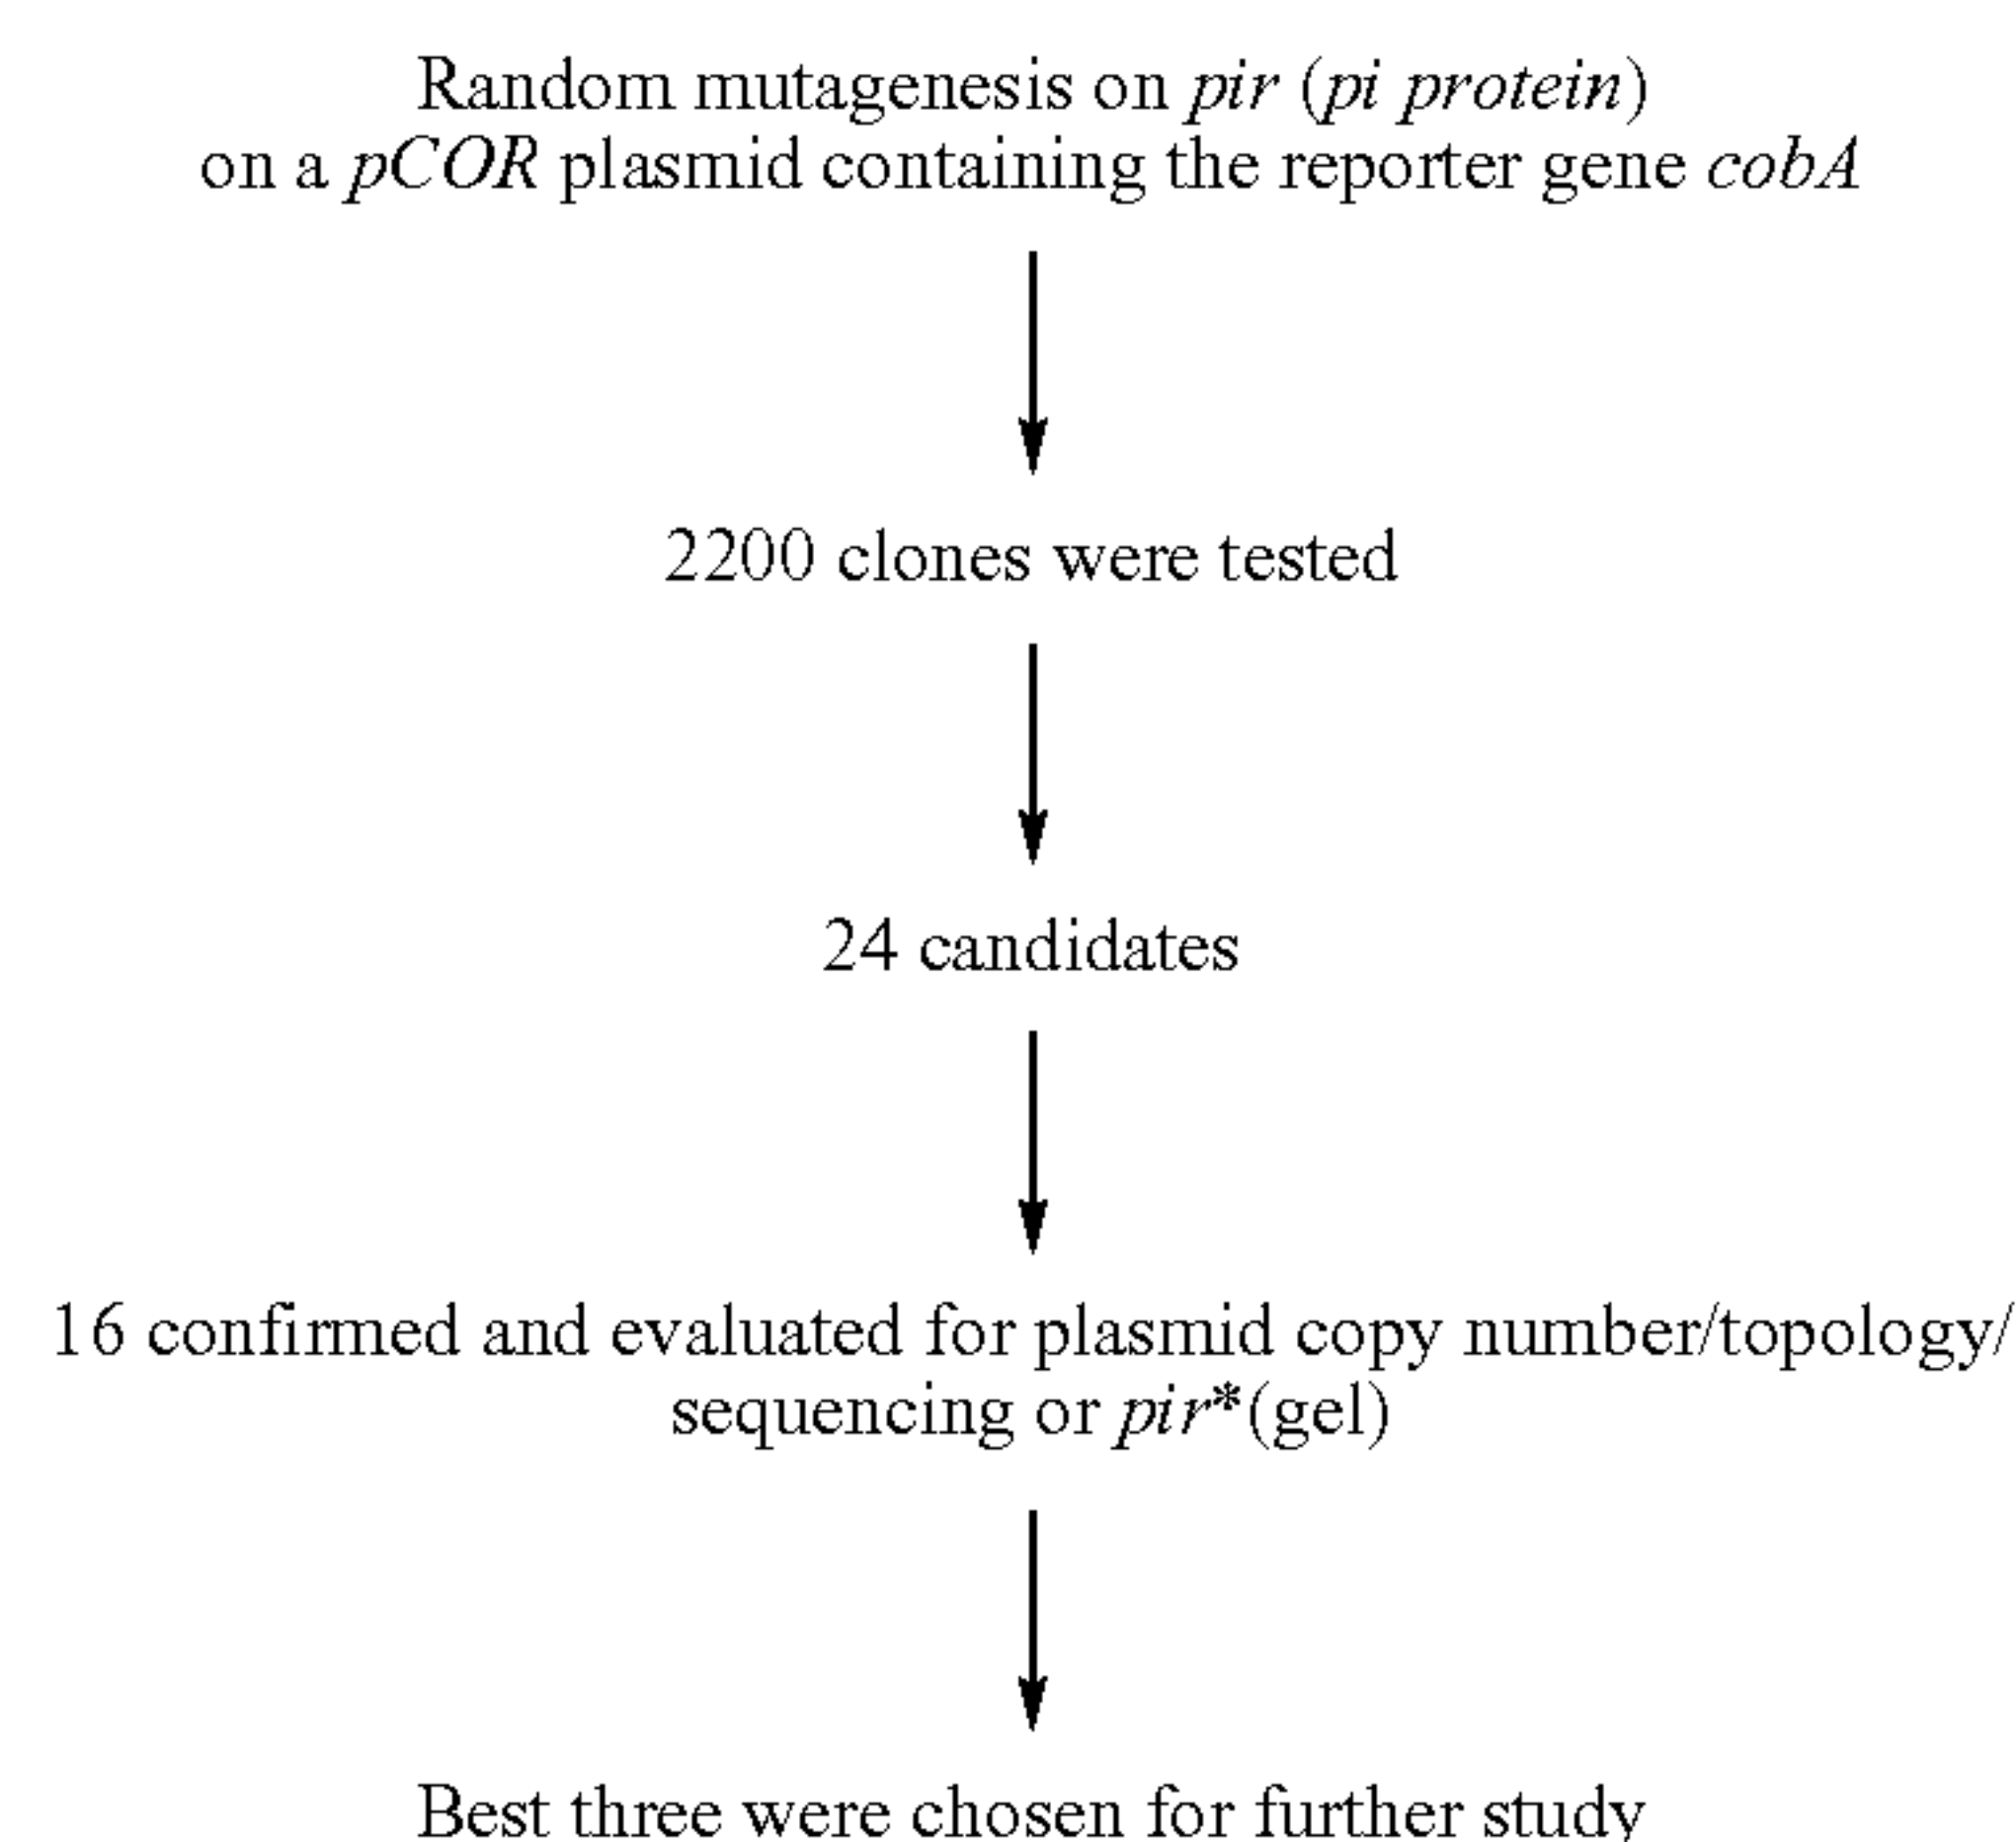 Random mutagenesis on pir (pi protein)
on a pCOR plasmid containing the reporter gene cobA
2200 clones were tested
24 candidates
16 confirmed and evaluated for plasmid copy number/topology/
sequencing or pir*(gel)
Best three were chosen for further study